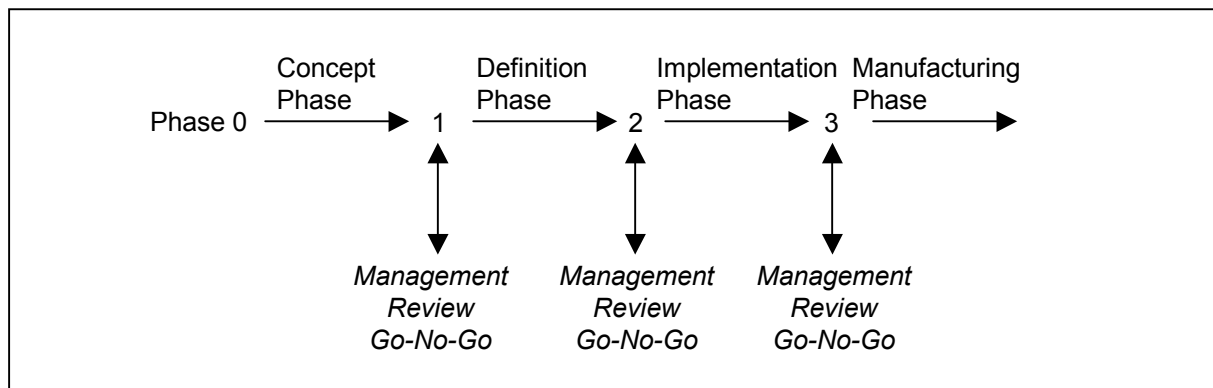 Concept
Phase
Definition
Phase
Implementation
Phase
Manufacturing
Phase
Phase 0
1
2
3
Management
Review
Go-No-Go
Management
Review
Go-No-Go
Management
Review
Go-No-Go